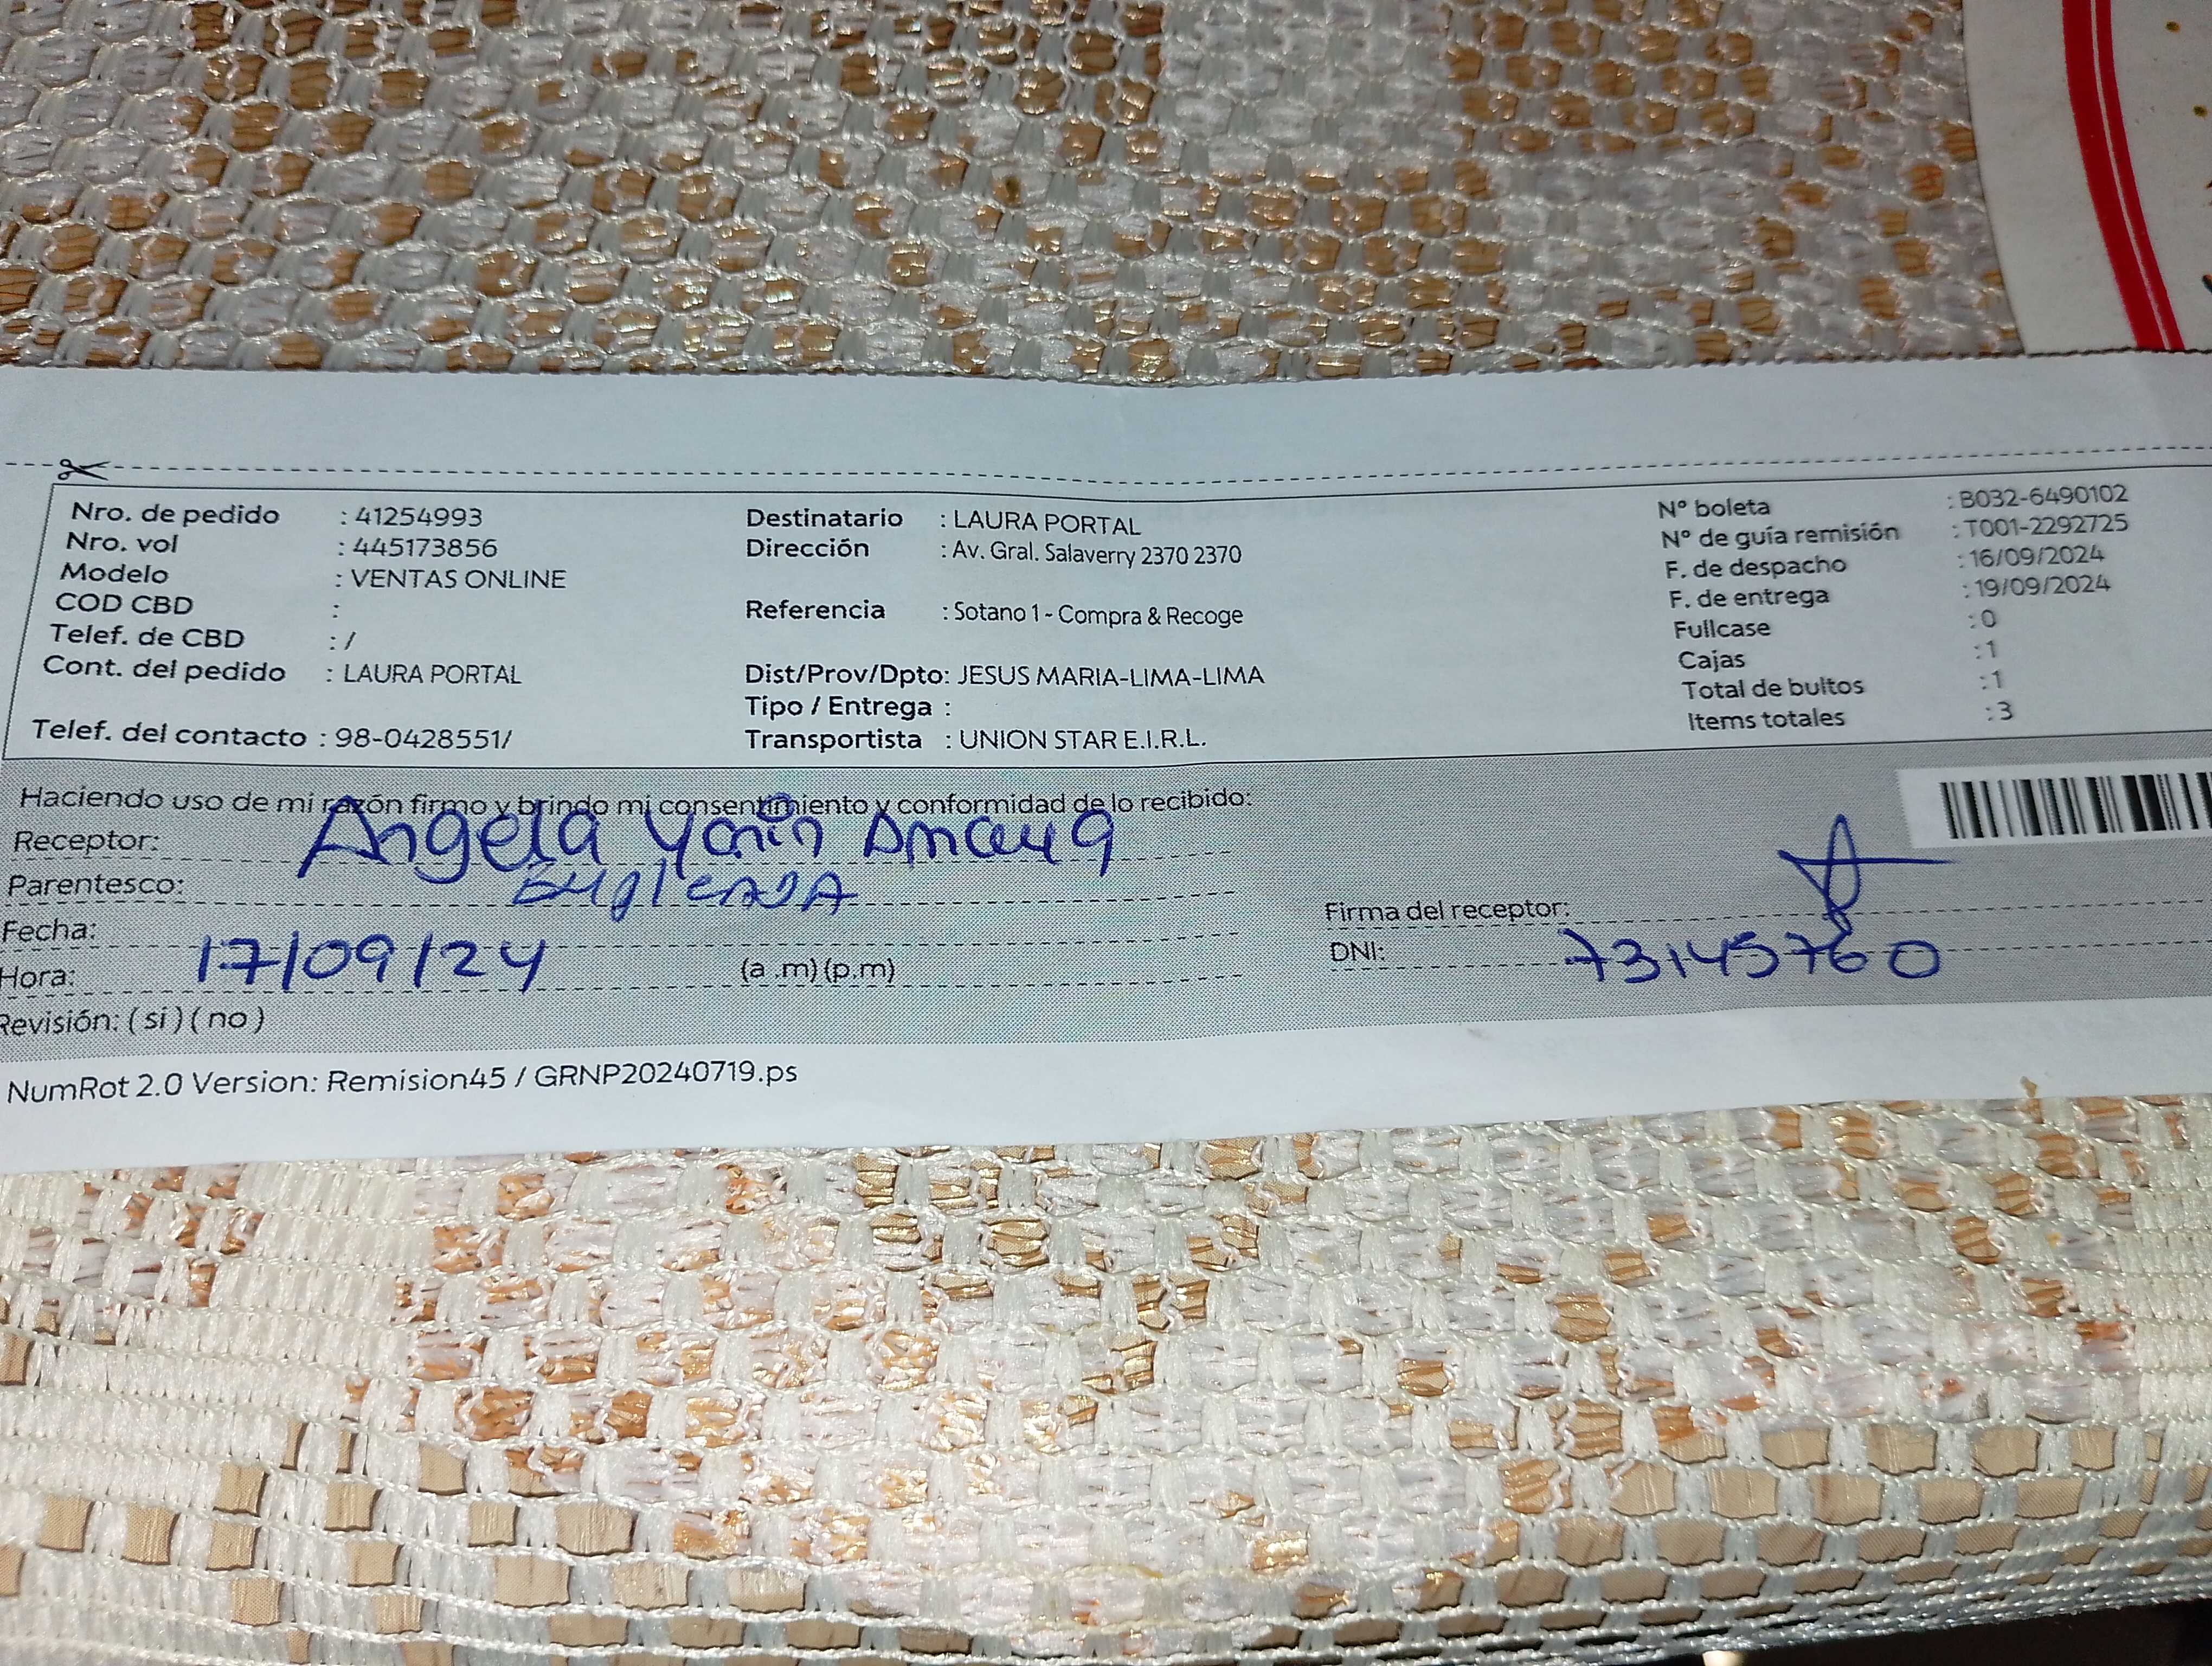 Nro. de pedido : 41254993
Nro. vol : 445173856
Modelo : VENTAS ONLINE
COD CBD :
Telef. de CBD : /
Cont. del pedido : LAURA PORTAL
Telef. del contacto : 98-0428551/
Destinatario : LAURA PORTAL
Dirección : Av. Gral. Salaverry 2370 2370
Referencia : Sotano 1 - Compra & Recoge
Dist/Prov/Dpto: JESUS MARIA-LIMA-LIMA
Tipo / Entrega :
Transportista : UNION STAR E.I.R.L.
N° boleta : B032-6490102
N° de guía remisión : T001-2292725
F. de despacho : 16/09/2024
F. de entrega : 19/09/2024
Fullcase : 0
Cajas : 1
Total de bultos : 1
Items totales : 3
Haciendo uso de mi razón firmo y brindo mi consentimiento y conformidad de lo recibido:
Receptor: Angela
Parentesco:
Fecha: 17/09/24
Hora: (a .m) (p.m)
Revisión: ( si ) ( no )
Firma del receptor:
DNI: 73145760
NumRot 2.0 Version: Remision45 / GRNP20240719.ps